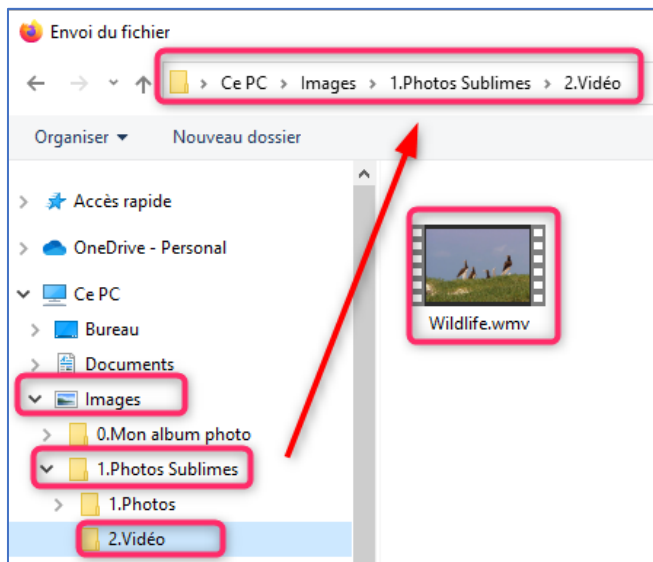 Envoi du fichier
Ce PC > Images > 1.Photos Sublimes > 2.Vidéo
Organiser Nouveau dossier
Accès rapide
OneDrive - Personal
Ce PC
Bureau
Documents
Images
0.Mon album photo
1.Photos Sublimes
1.Photos
2.Vidéo
Wildlife.wmv